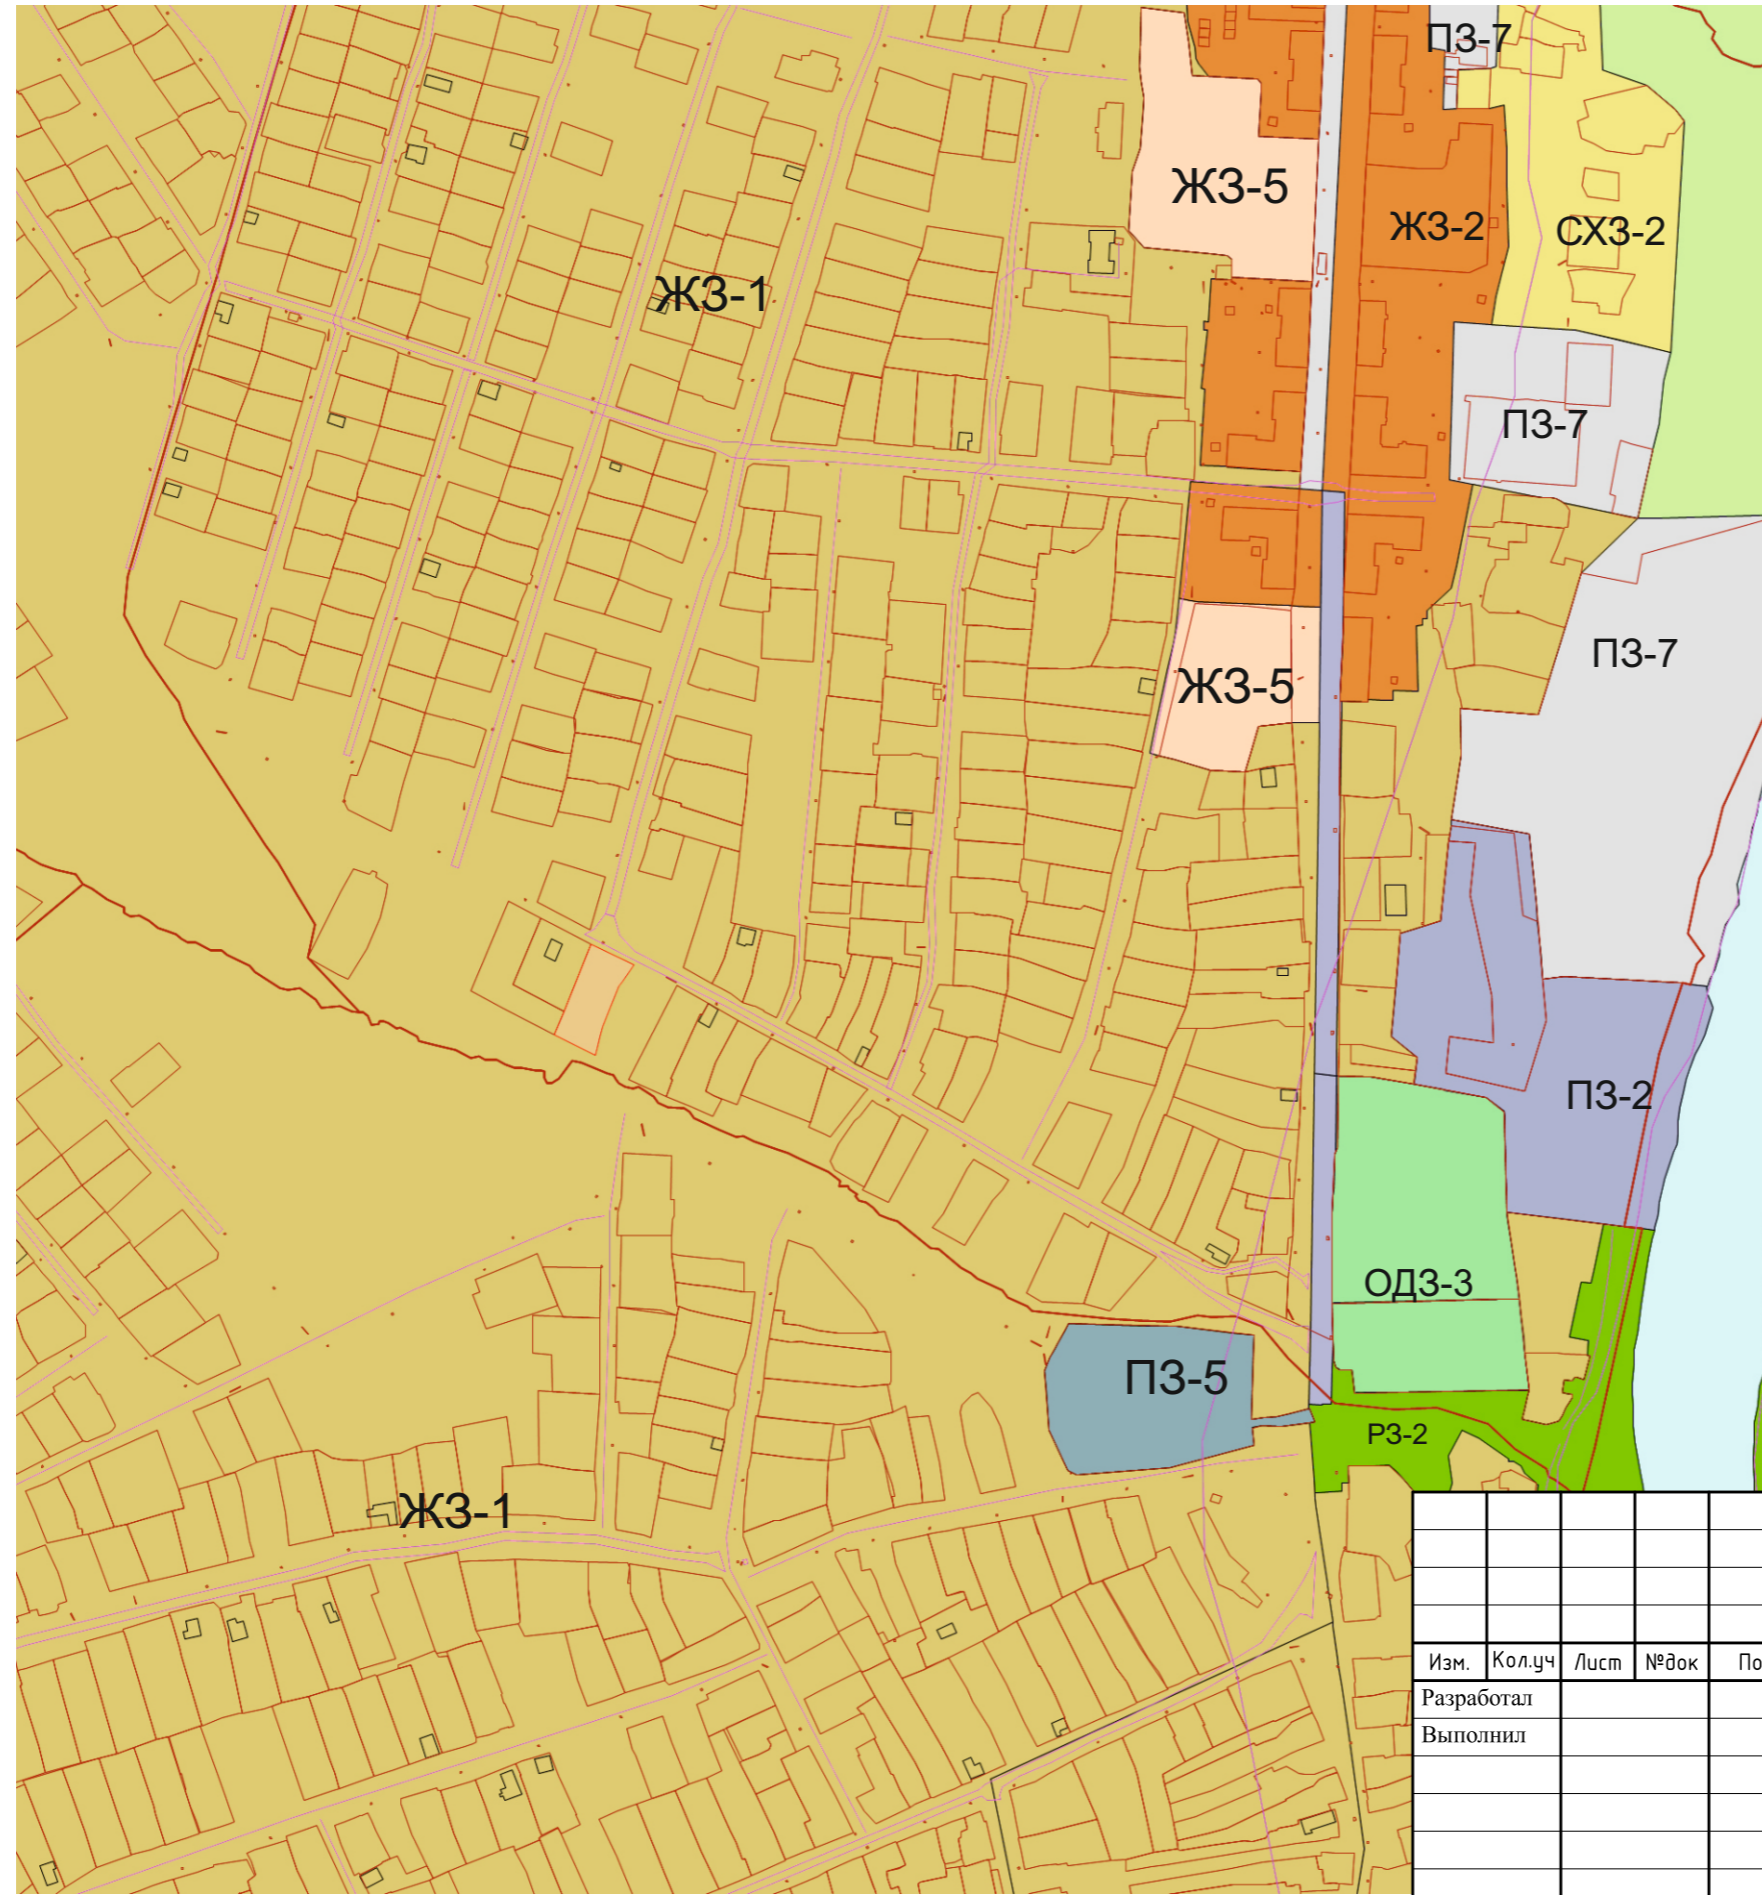 ПЗ-7
ЖЗ-5
ЖЗ-2
СХЗ-2
ЖЗ-1
ПЗ-7
ПЗ-7
ЖЗ-5
ПЗ-2
ОДЗ-3
ПЗ-5
РЗ-2
ЖЗ-1
Изм. Кол.уч Лист №док По
Разработал
Выполнил